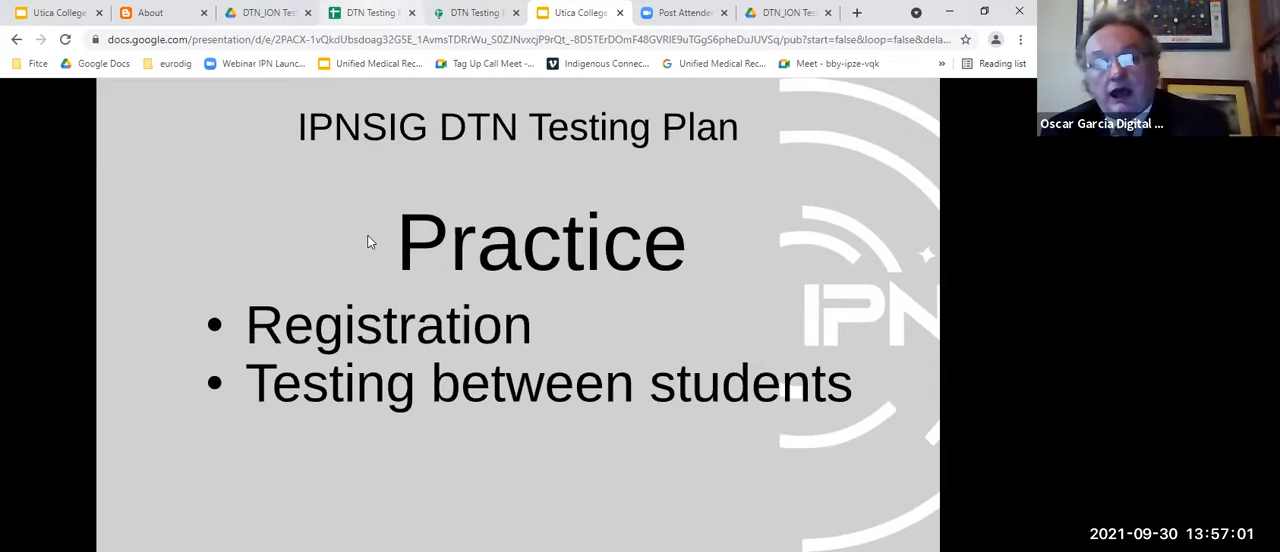 Utica College
About
DTN_ION Tes
DTN Testing F
DTN Testing
Utica College
Post Attende
DTN_ION Tes
docs.google.com/presentation/d/e/2PACX-1vQkdUbsdoag32G5E_1AvmsTDRrWu_S0ZJNvxcjP9rQt_-8D5TErDOmF48GVRIE9uTGgS6pheDuJUVSq/pub?start=false&loop=false&dela...
Fitce
Google Docs
eurodig
Webinar IPN Launc...
Unified Medical Rec...
Tag Up Call Meet -...
Indigenous Connec...
Unified Medical Rec...
Meet - bby-ipze-vqk
»
Reading list
Oscar Garcia Digital ...
IPNSIG DTN Testing Plan
Practice
• Registration
• Testing between students
IPN
2021-09-30 13:57:01